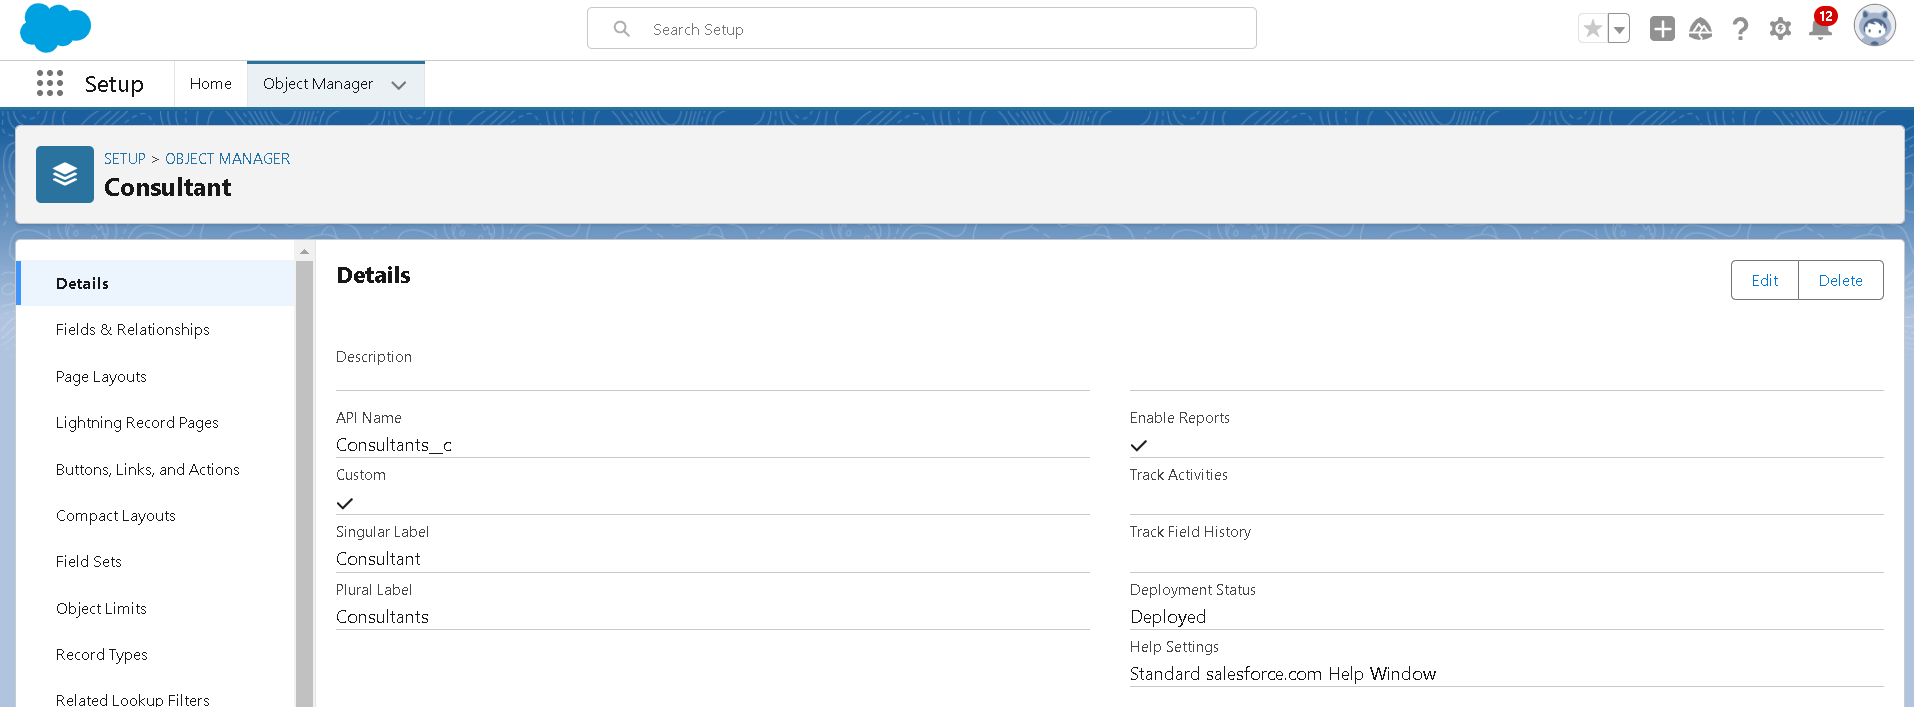 Search Setup
12
Setup
Home
Object Manager
SETUP > OBJECT MANAGER
Consultant
Details
Fields & Relationships
Page Layouts
Lightning Record Pages
Buttons, Links, and Actions
Compact Layouts
Field Sets
Object Limits
Record Types
Related Lookup Filters
Details
Edit
Delete
Description
API Name
Consultants__c
Custom
Singular Label
Consultant
Plural Label
Consultants
Enable Reports
Track Activities
Track Field History
Deployment Status
Deployed
Help Settings
Standard salesforce.com Help Window